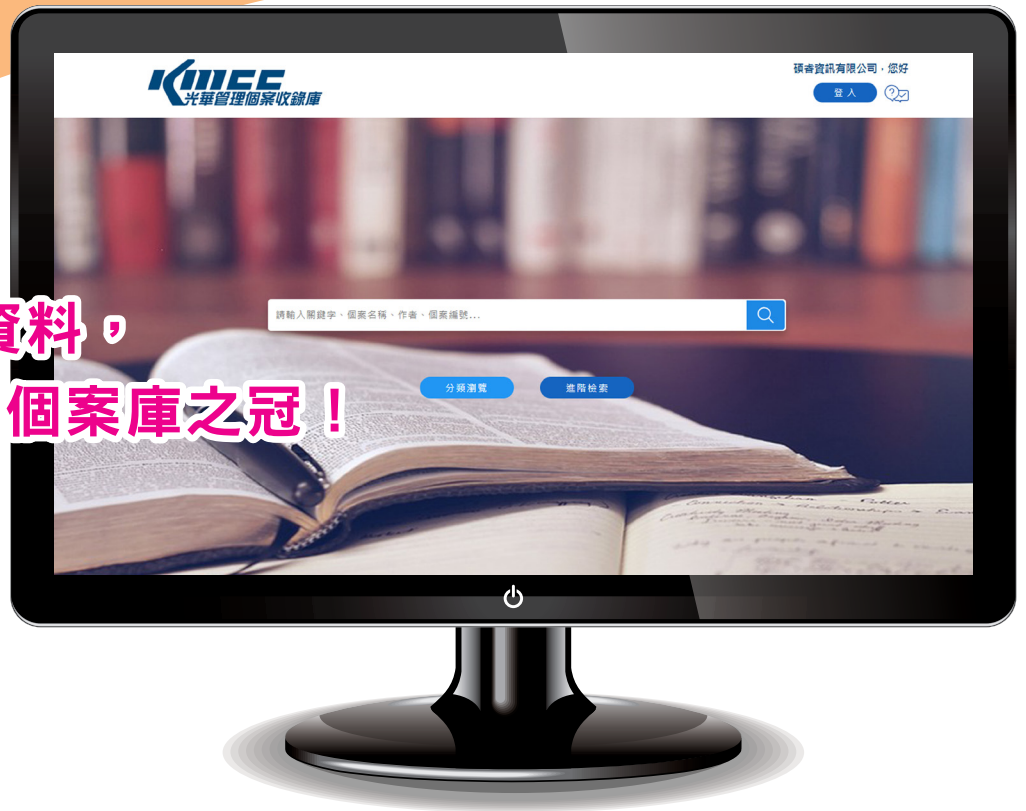 KMCC
光華管理個案收錄庫
碩睿資訊有限公司，您好
登入
請輸入關鍵字、個案名稱、作者、個案編號...
分類瀏覽
進階檢索
資料，
個案庫之冠！